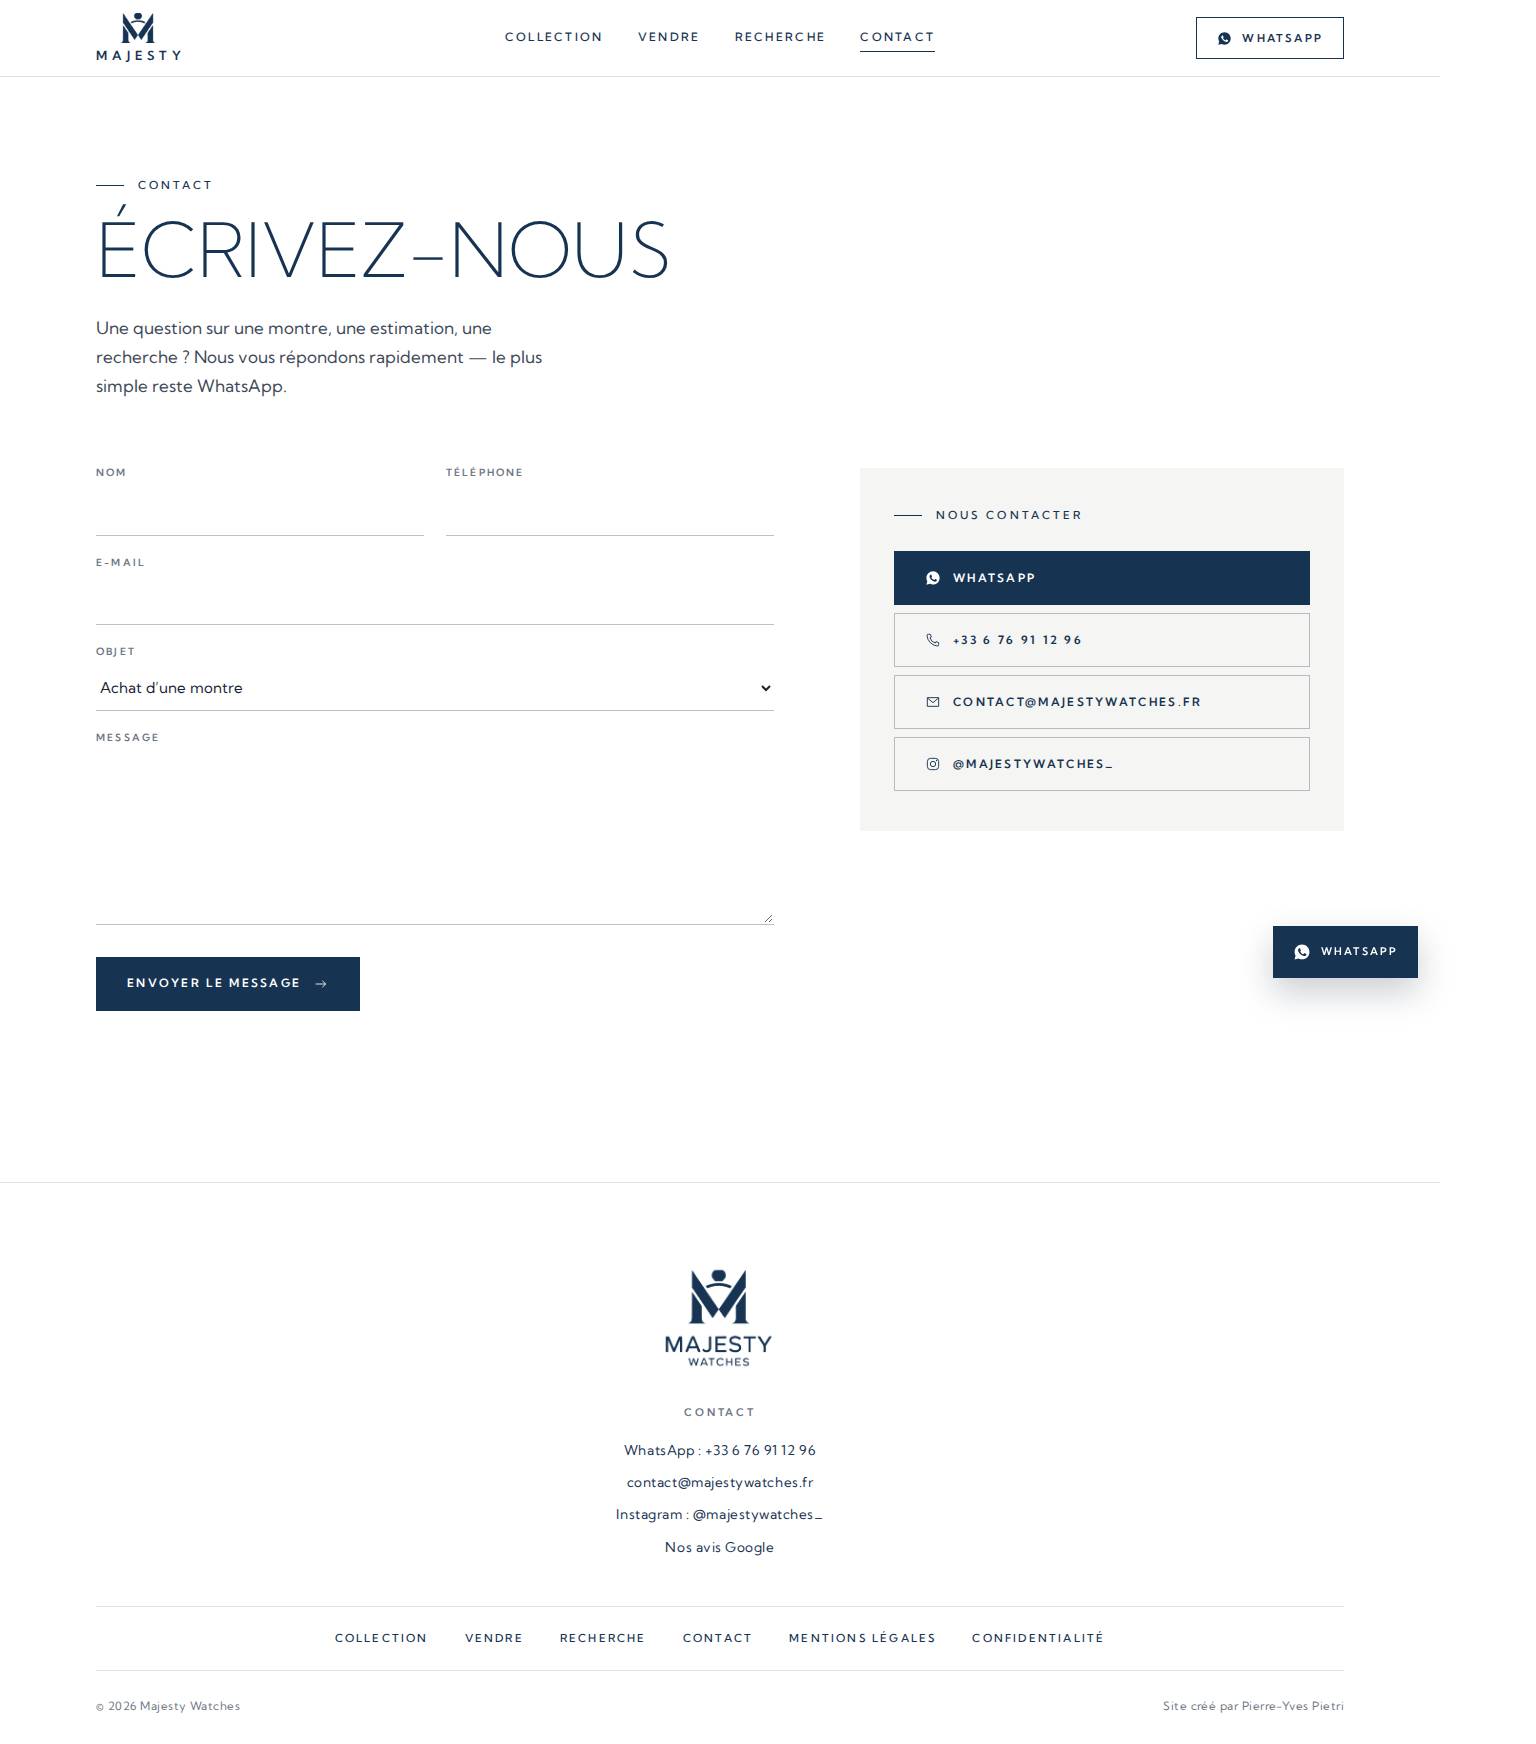 MAJESTY
COLLECTION VENDRE RECHERCHE CONTACT
WHATSAPP
CONTACT
ÉCRIVEZ-NOUS
Une question sur une montre, une estimation, une
recherche ? Nous vous répondons rapidement — le plus
simple reste WhatsApp.
NOM
TÉLÉPHONE
E-MAIL
OBJET
Achat d'une montre
MESSAGE
ENVOYER LE MESSAGE →
NOUS CONTACTER
WHATSAPP
+33 6 76 91 12 96
CONTACT@MAJESTYWATCHES.FR
@MAJESTYWATCHES_
WHATSAPP
MAJESTY
WATCHES
CONTACT
WhatsApp : +33 6 76 91 12 96
contact@majestywatches.fr
Instagram : @majestywatches_
Nos avis Google
COLLECTION VENDRE RECHERCHE CONTACT MENTIONS LÉGALES CONFIDENTIALITÉ
© 2026 Majesty Watches
Site créé par Pierre-Yves Pietri